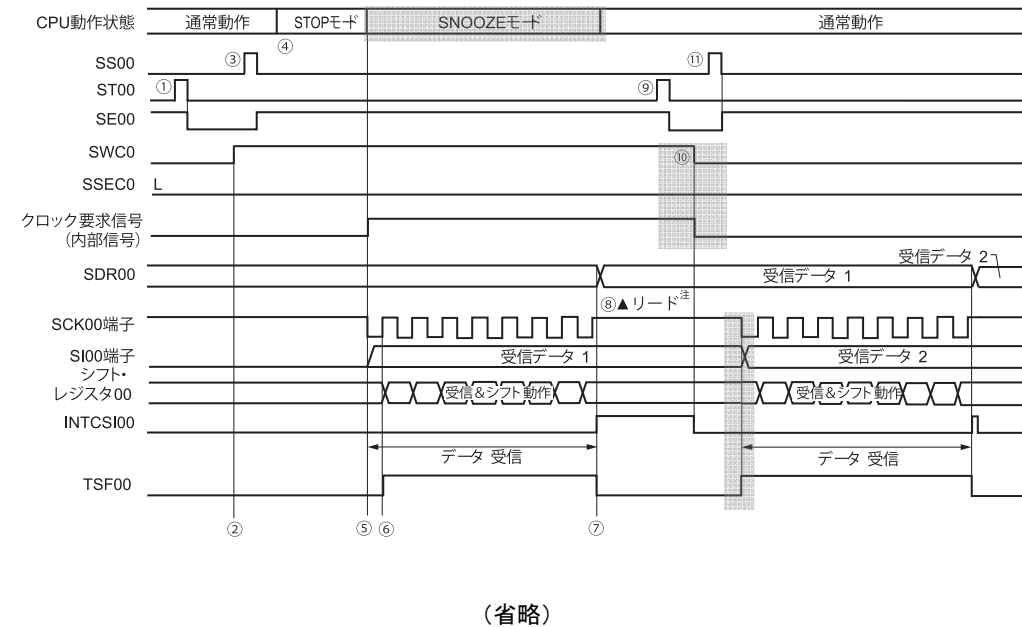 CPU動作状態 通常動作 STOPモード SNOOZEモード 通常動作
④
SS00 ③ ⑪
ST00 ① ⑨
SE00
SWC0 ⑩
SSEC0 L
クロック要求信号
(内部信号)
受信データ 2
SDR00 受信データ 1
⑧▲リード注
SCK00端子
SI00端子 受信データ 1 受信データ 2
シフト・
レジスタ00 受信&シフト動作 受信&シフト動作
INTCSI00
データ 受信 データ 受信
TSF00
② ⑤ ⑥ ⑦
(省略)